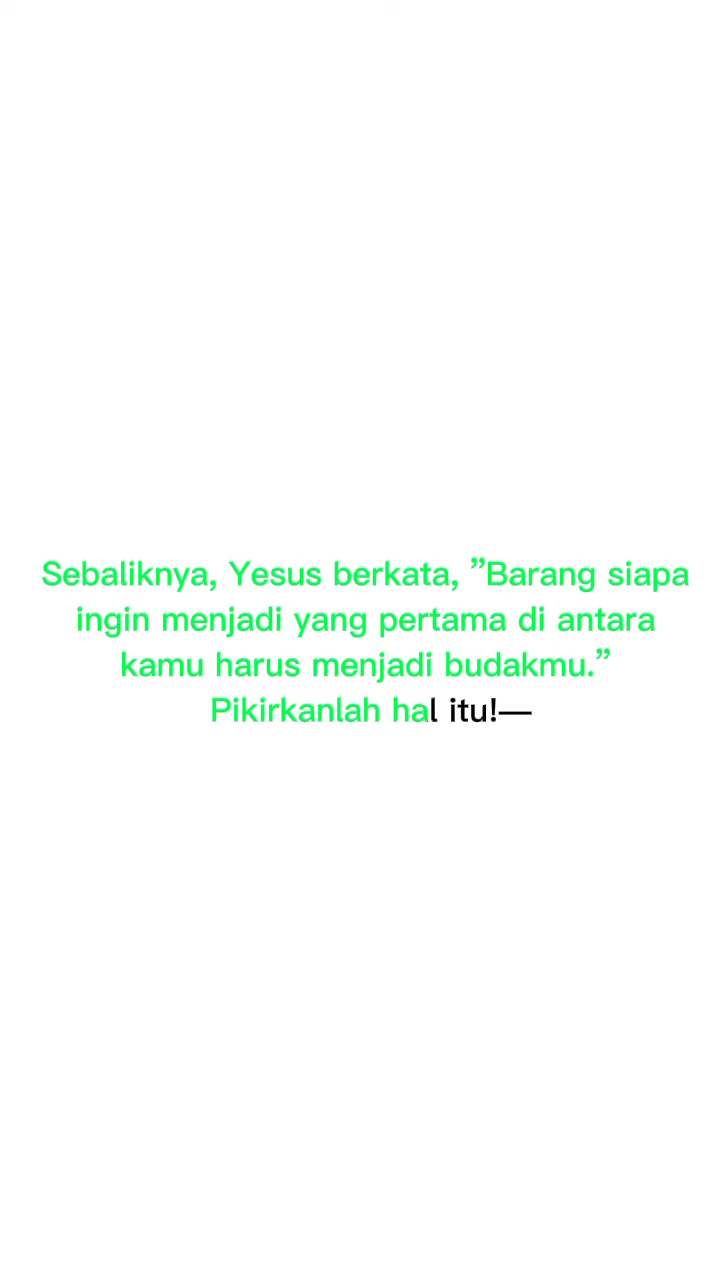 Sebaliknya, Yesus berkata, ”Barang siapa
ingin menjadi yang pertama di antara
kamu harus menjadi budakmu.”
Pikirkanlah hal itu!—